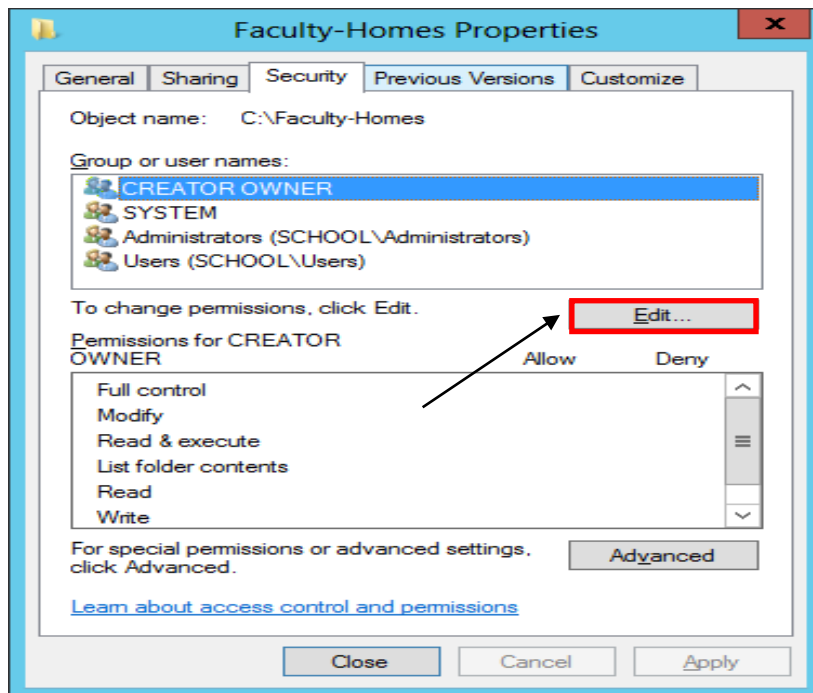 Faculty-Homes Properties
x
General Sharing Security Previous Versions Customize
Object name: C:\Faculty-Homes
Group or user names:
CREATOR OWNER
SYSTEM
Administrators (SCHOOL\Administrators)
Users (SCHOOL\Users)
To change permissions, click Edit.
Edit...
Permissions for CREATOR
OWNER Allow Deny
Full control
Modify
Read & execute
List folder contents
Read
Write
For special permissions or advanced settings,
click Advanced.
Advanced
Learn about access control and permissions
Close Cancel Apply